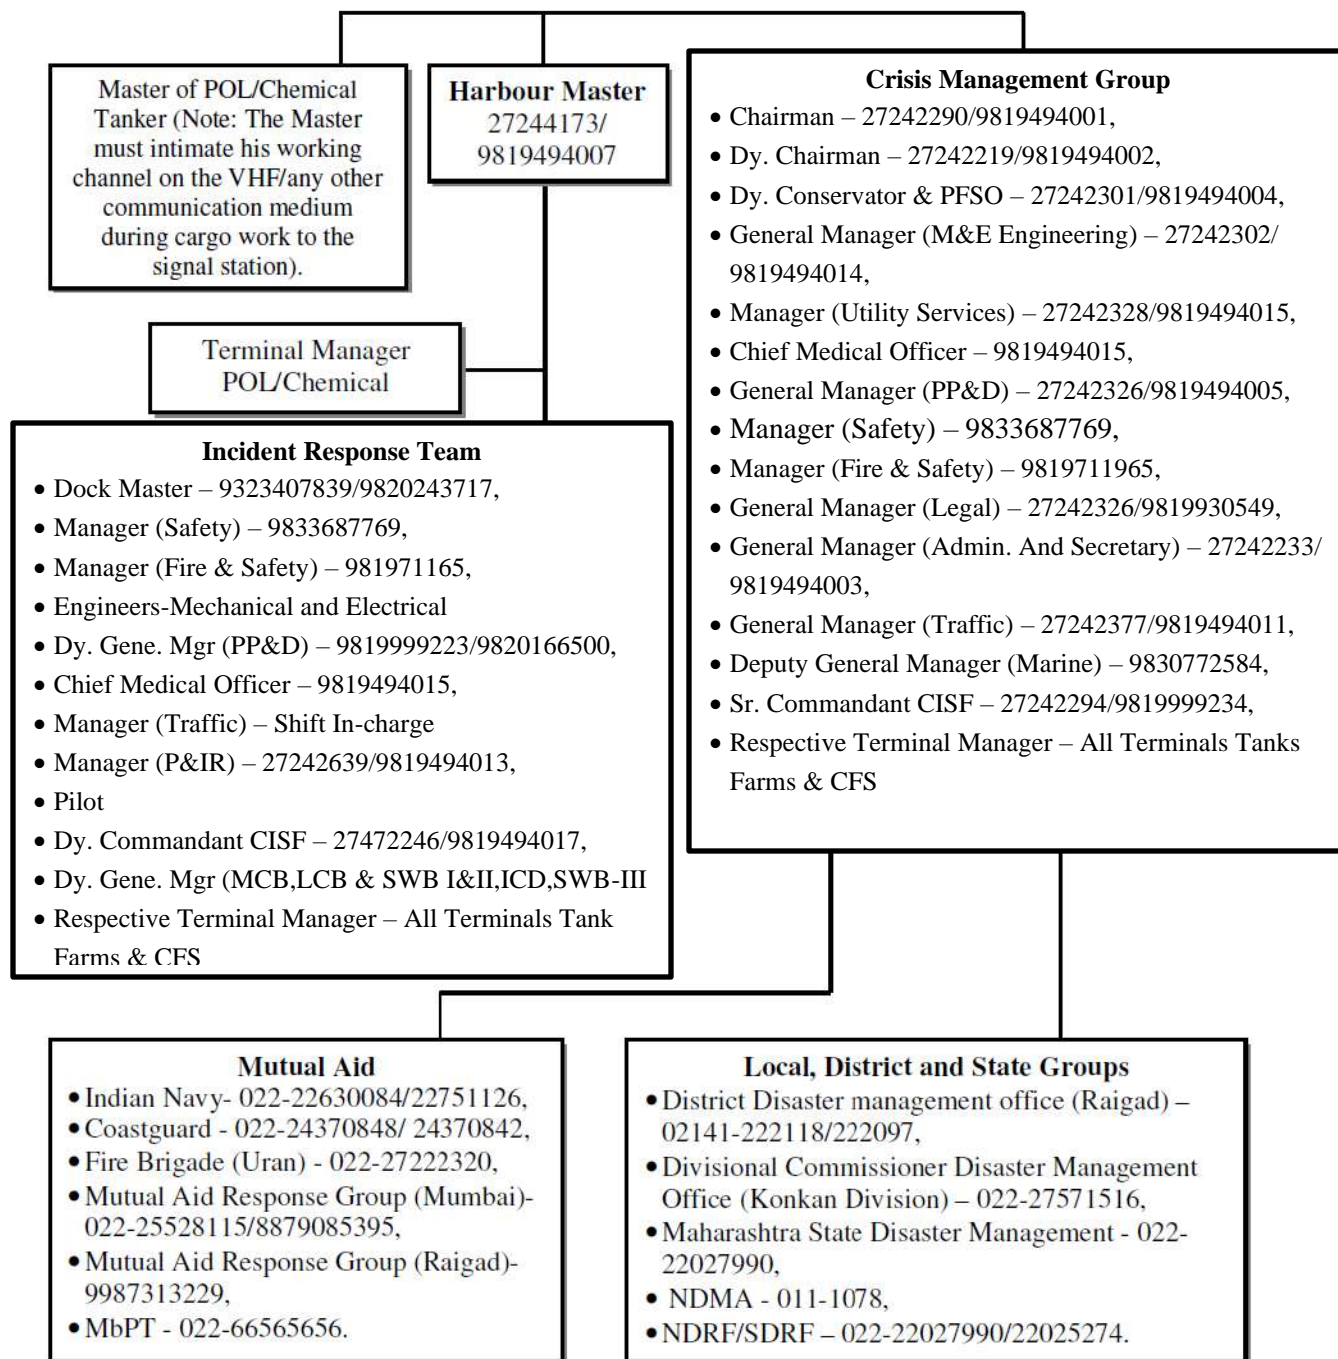 Master of POL/Chemical
Tanker (Note: The Master
must intimate his working
channel on the VHF/any other
communication medium
during cargo work to the
signal station).
Harbour Master
27244173/
9819494007
Crisis Management Group
• Chairman – 27242290/9819494001,
• Dy. Chairman – 27242219/9819494002,
• Dy. Conservator & PFSO – 27242301/9819494004,
• General Manager (M&E Engineering) – 27242302/
9819494014,
• Manager (Utility Services) – 27242328/9819494015,
• Chief Medical Officer – 9819494015,
• General Manager (PP&D) – 27242326/9819494005,
• Manager (Safety) – 9833687769,
• Manager (Fire & Safety) – 9819711965,
• General Manager (Legal) – 27242326/9819930549,
• General Manager (Admin. And Secretary) – 27242233/
9819494003,
• General Manager (Traffic) – 27242377/9819494011,
• Deputy General Manager (Marine) – 9830772584,
• Sr. Commandant CISF – 27242294/9819999234,
• Respective Terminal Manager – All Terminals Tanks
Farms & CFS
Terminal Manager
POL/Chemical
Incident Response Team
• Dock Master – 9323407839/9820243717,
• Manager (Safety) – 9833687769,
• Manager (Fire & Safety) – 981971165,
• Engineers-Mechanical and Electrical
• Dy. Gene. Mgr (PP&D) – 9819999223/9820166500,
• Chief Medical Officer – 9819494015,
• Manager (Traffic) – Shift In-charge
• Manager (P&IR) – 27242639/9819494013,
• Pilot
• Dy. Commandant CISF – 27472246/9819494017,
• Dy. Gene. Mgr (MCB,LCB & SWB I&II,ICD,SWB-III
• Respective Terminal Manager – All Terminals Tank
Farms & CFS
Mutual Aid
• Indian Navy- 022-22630084/22751126,
• Coastguard - 022-24370848/ 24370842,
• Fire Brigade (Uran) - 022-27222320,
• Mutual Aid Response Group (Mumbai)-
022-25528115/8879085395,
• Mutual Aid Response Group (Raigad)-
9987313229,
• MbPT - 022-66565656.
Local, District and State Groups
• District Disaster management office (Raigad) –
02141-222118/222097,
• Divisional Commissioner Disaster Management
Office (Konkan Division) – 022-27571516,
• Maharashtra State Disaster Management - 022-
22027990,
• NDMA - 011-1078,
• NDRF/SDRF – 022-22027990/22025274.